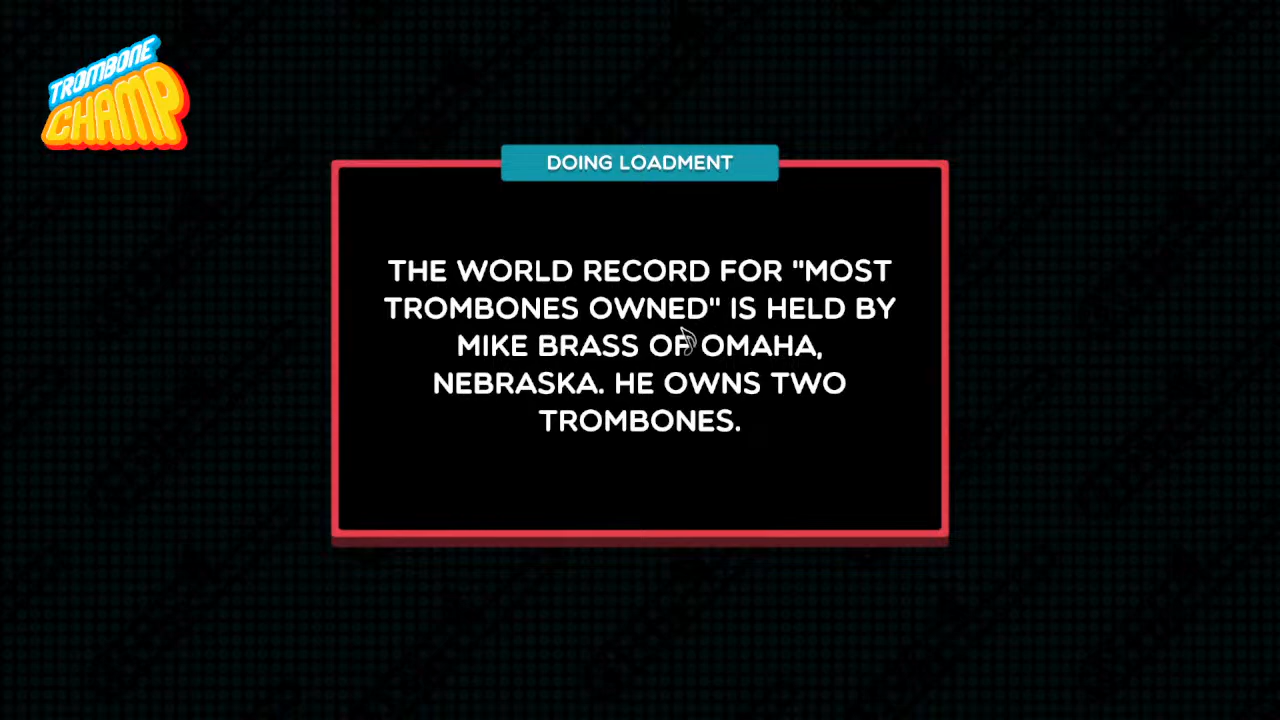 TROMBONE
CHAMP
DOING LOADMENT
THE WORLD RECORD FOR "MOST
TROMBONES OWNED" IS HELD BY
MIKE BRASS OF OMAHA,
NEBRASKA. HE OWNS TWO
TROMBONES.